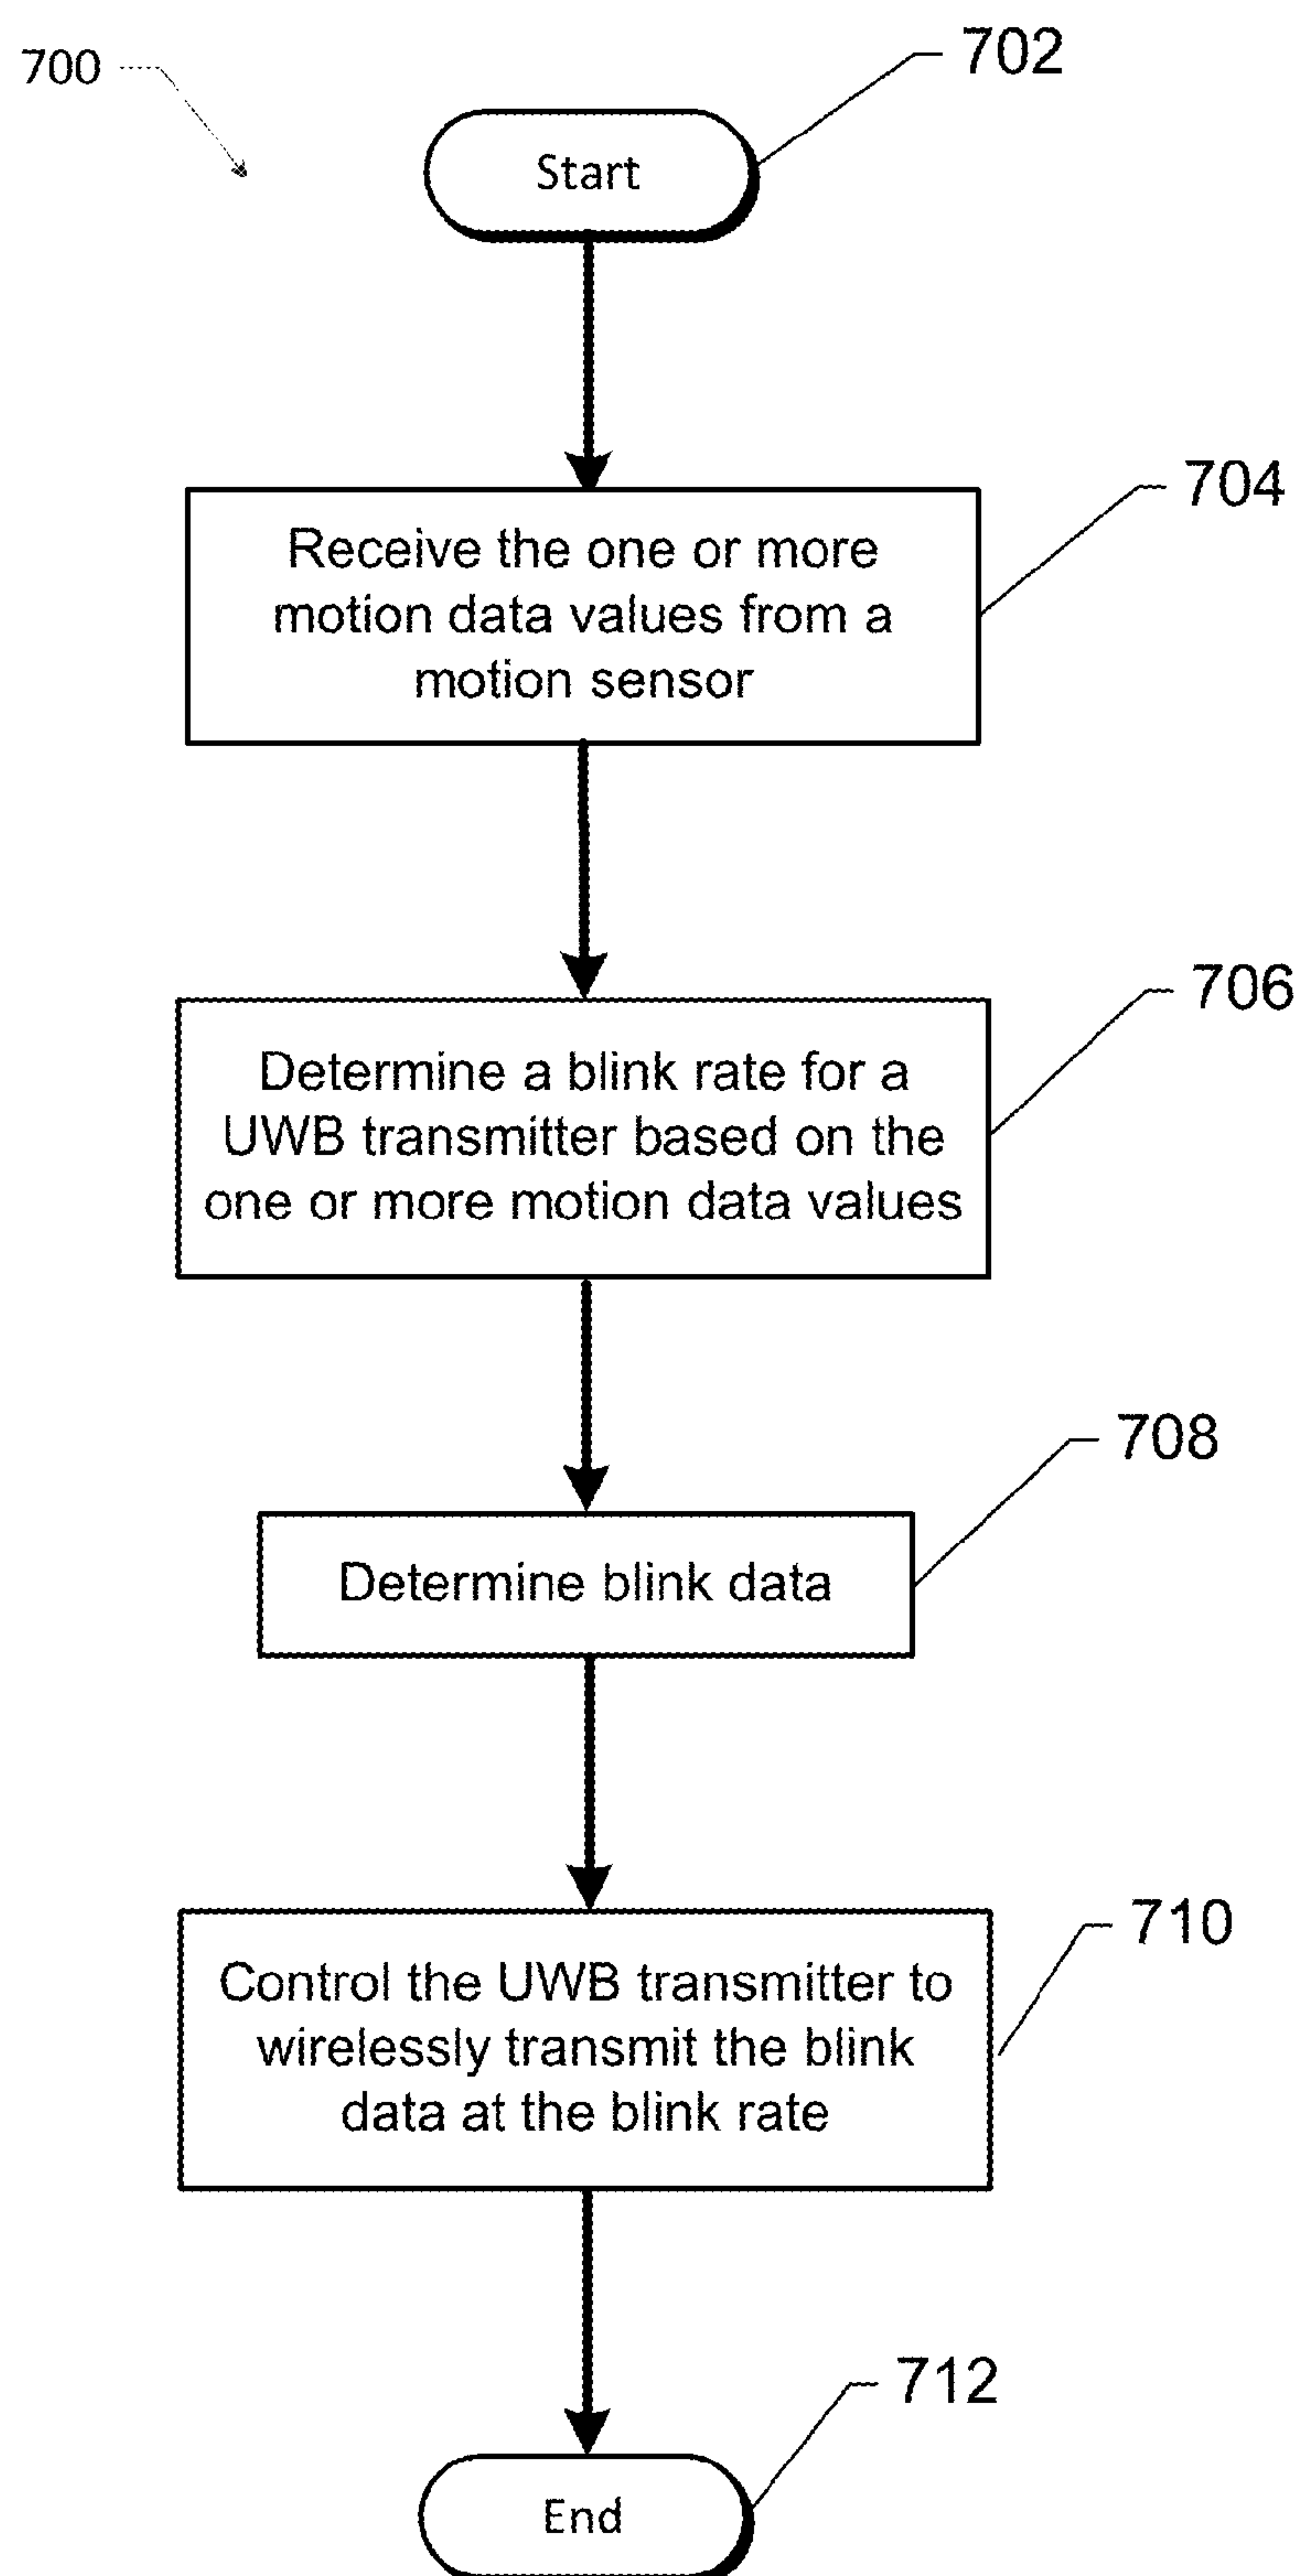 702
700
Start
704
Receive the one or more
motion data values from a
motion sensor
706
Determine a blink rate for a
UWB transmitter based on the
one or more motion data values
708
Determine blink data
710
Control the UWB transmitter to
wirelessly transmit the blink
data at the blink rate
712
End